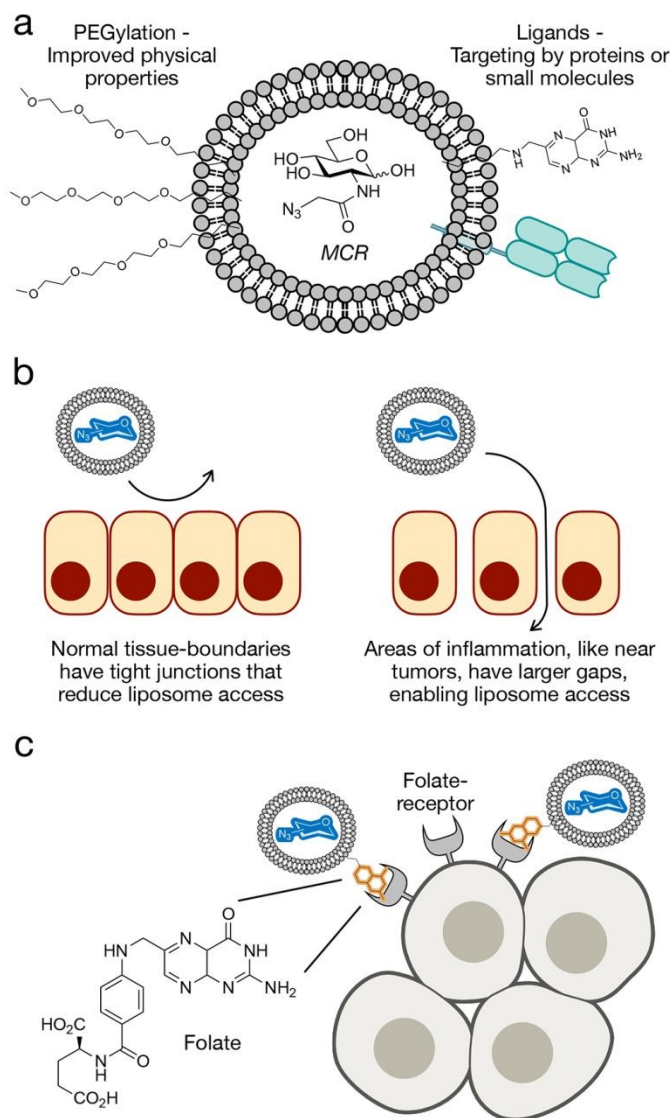 a
PEGylation -
Improved physical
properties
Ligands -
Targeting by proteins or
small molecules
O
O
O
O
O
O
O
O
O
O
O
O
HO
OH
HO
HO
O
OH
NH
N3
O
MCR
N
H
N
N
O
NH
N
NH2
b
N3
O
N3
O
Normal tissue-boundaries
have tight junctions that
reduce liposome access
Areas of inflammation, like near
tumors, have larger gaps,
enabling liposome access
c
Folate-
receptor
N3
O
N3
O
O
H
N
N
NH
N
N
NH2
HO2C
N
H
O
CO2H
Folate